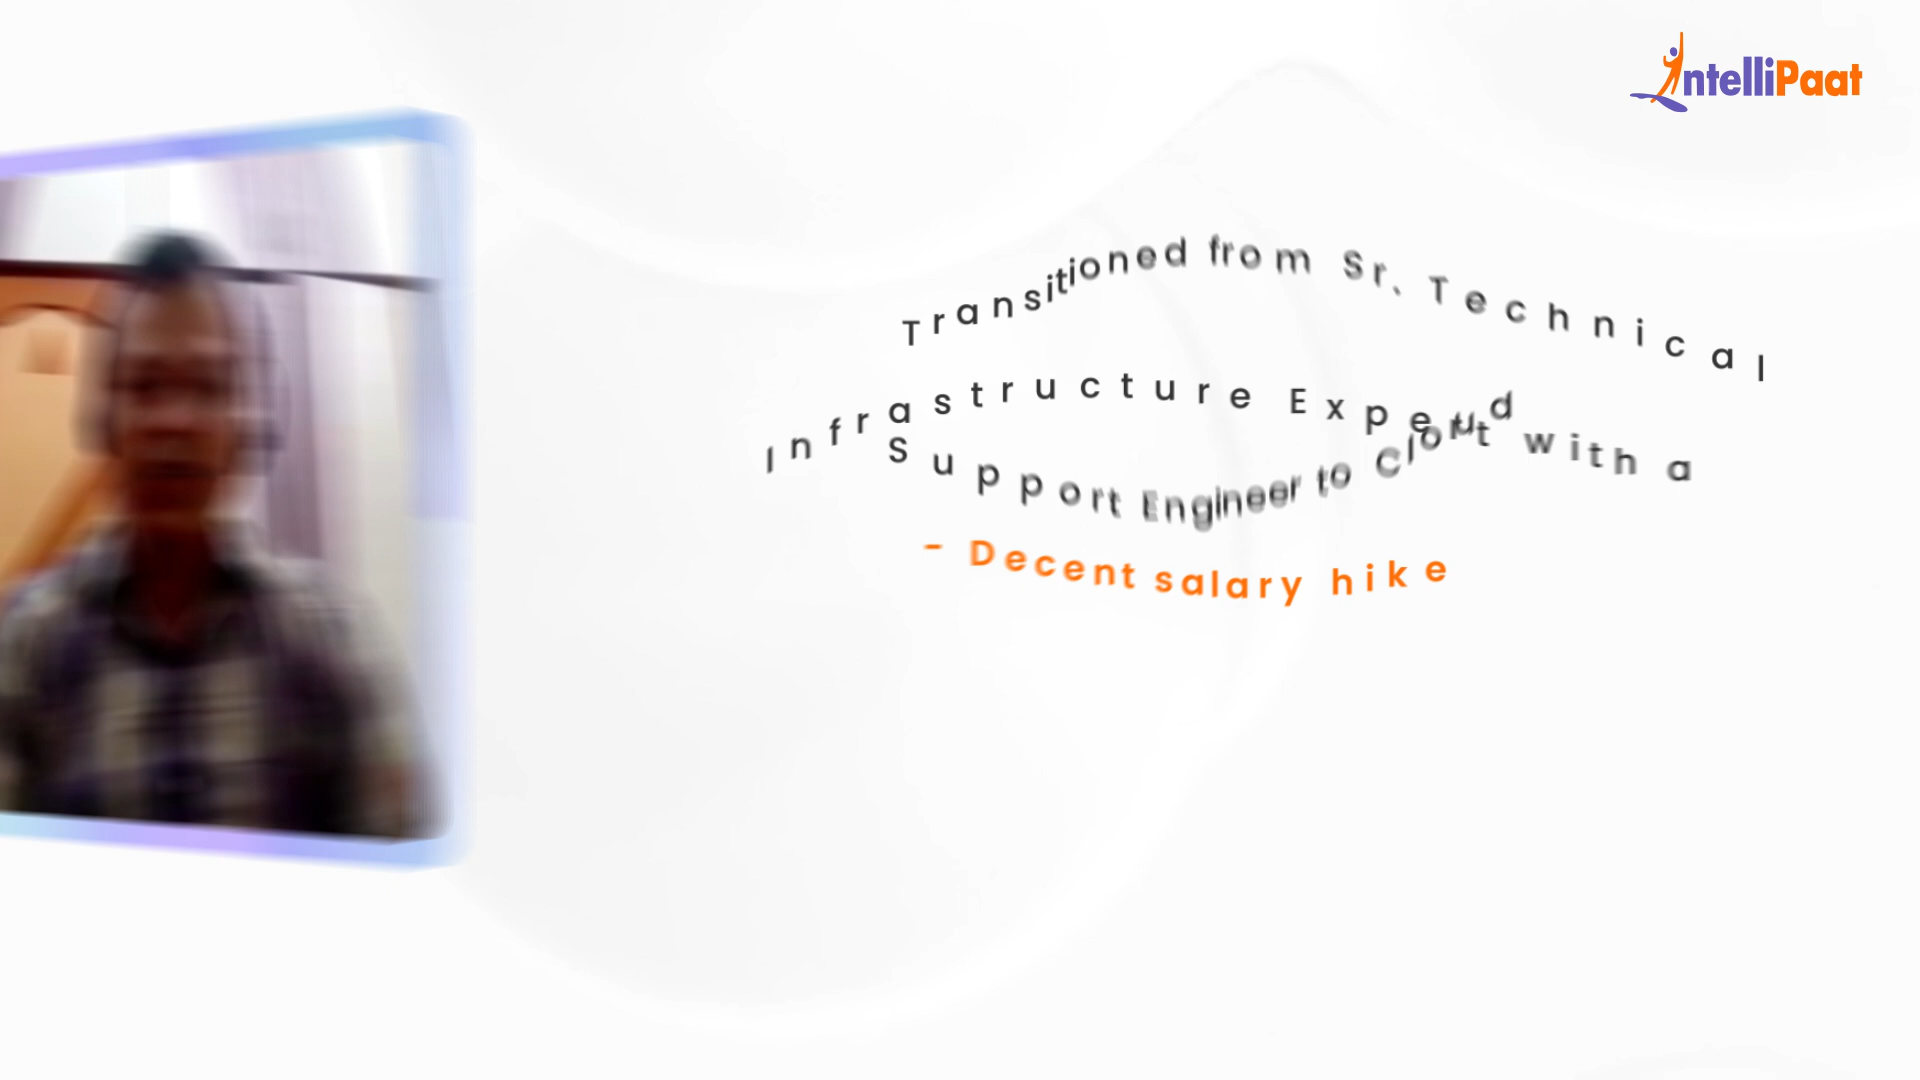 IntelliPaat
Transitioned from Sr. Technical
Support Engineer to Cloud
Infrastructure Expert with a
- Decent salary hike